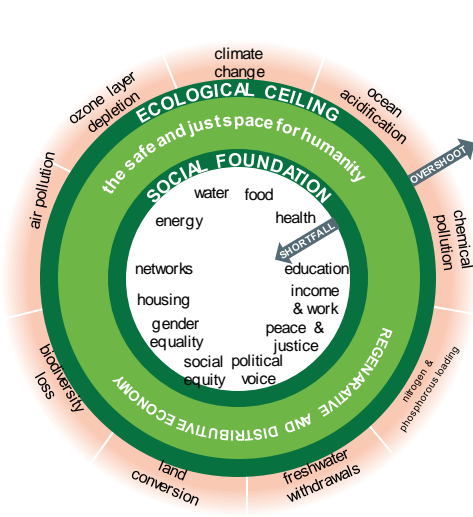 climate
change
ocean
acidification
chemical
pollution
nitrogen &
phosphorous loading
freshwater
withdrawals
land
conversion
biodiversity
loss
air pollution
ozone layer
depletion
ECOLOGICAL CEILING
OVERSHOOT
the safe and just space for humanity
SOCIAL FOUNDATION
water
food
energy
health
SHORTFALL
networks
education
housing
income
& work
gender
equality
peace &
justice
social
equity
political
voice
REGENARATIVE AND DISTRIBUTIVE ECONOMY